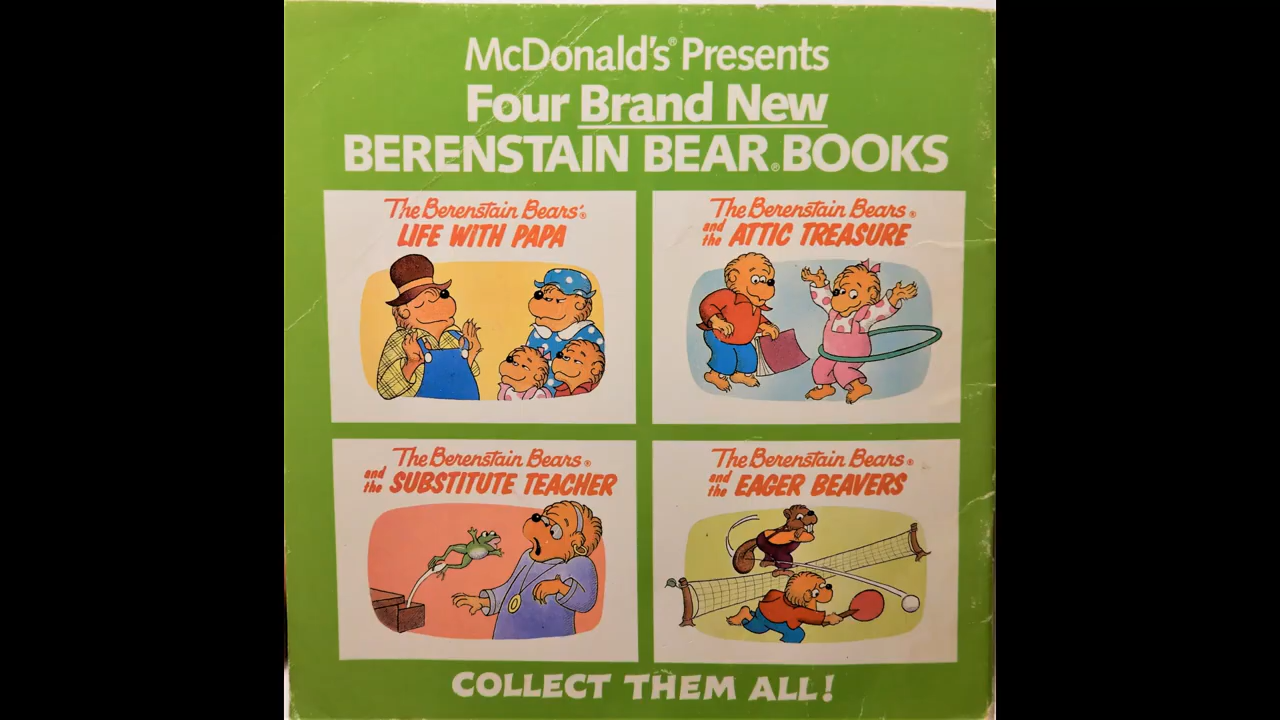 McDonald's® Presents
Four Brand New
BERENSTAIN BEAR® BOOKS
The Berenstain Bears'®
LIFE WITH PAPA
The Berenstain Bears®
and the ATTIC TREASURE
The Berenstain Bears®
and the SUBSTITUTE TEACHER
The Berenstain Bears®
and the EAGER BEAVERS
COLLECT THEM ALL!